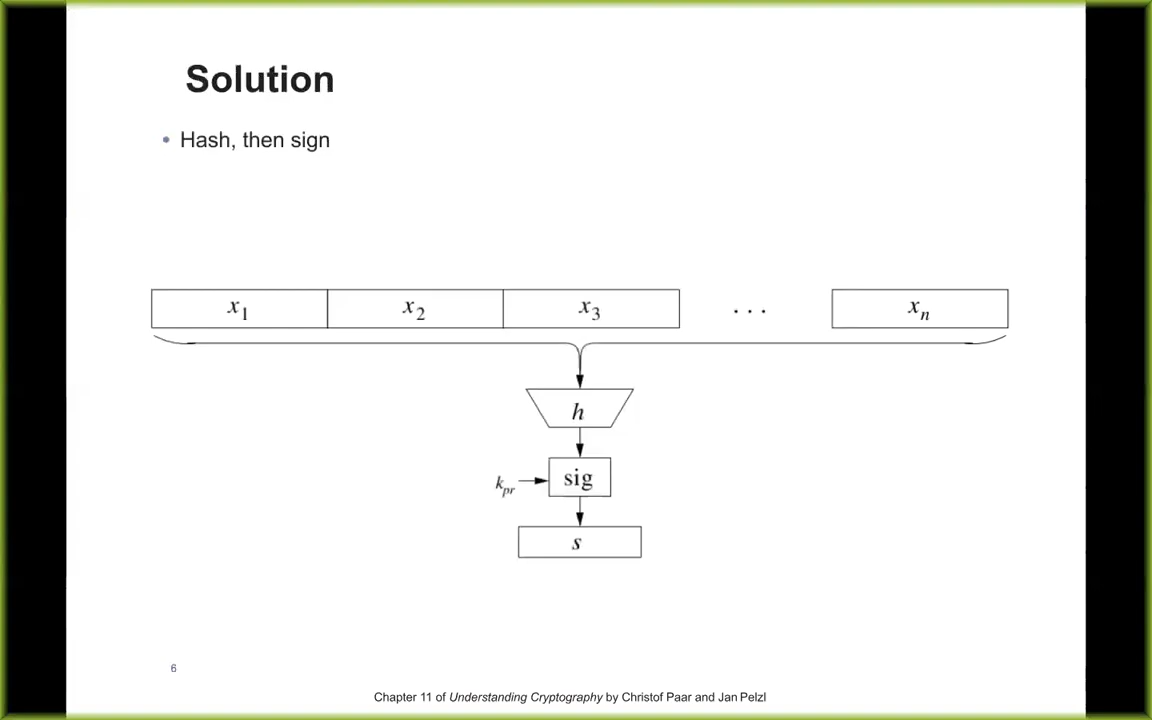 Solution
• Hash, then sign
x1 x2 x3 ... xn
h
kpr sig
s
6
Chapter 11 of Understanding Cryptography by Christof Paar and Jan Pelzl